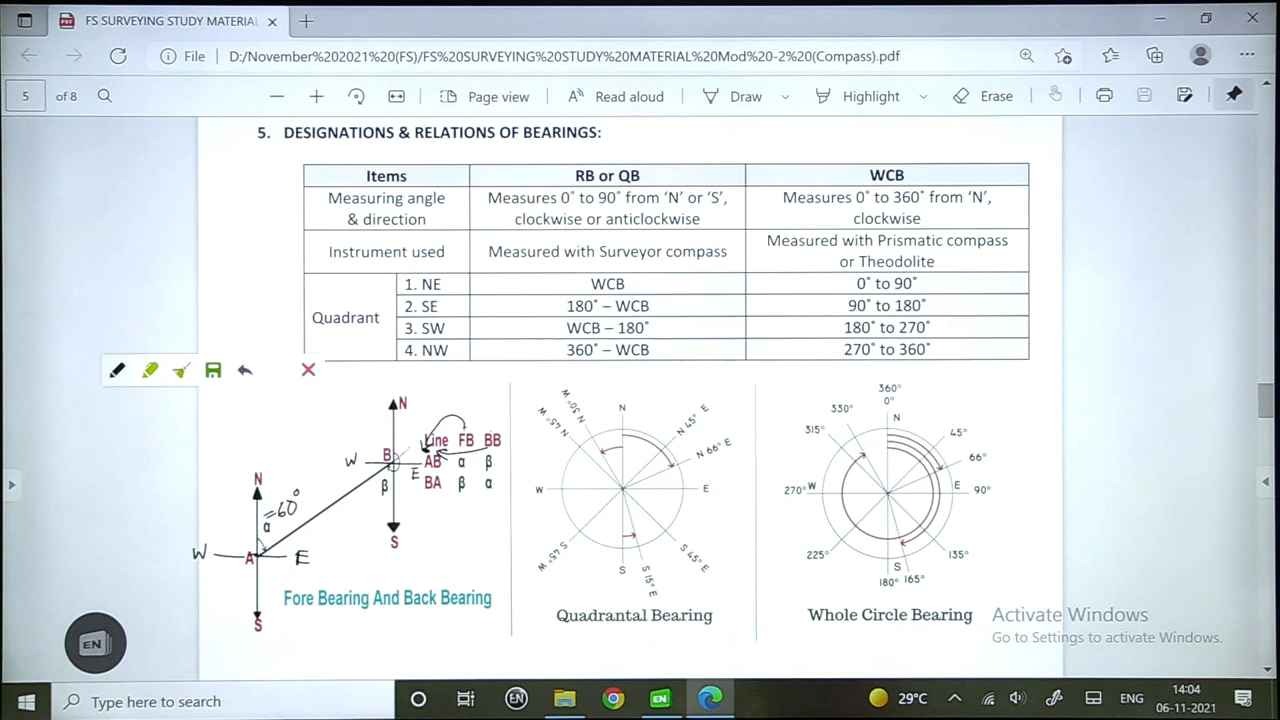 FS SURVEYING STUDY MATERIAL
File D:/November%202021%20(FS)/FS%20SURVEYING%20STUDY%20MATERIAL%20Mod%20-2%20(Compass).pdf
5 of 8 Page view Read aloud Draw Highlight Erase
5. DESIGNATIONS & RELATIONS OF BEARINGS:
Items RB or QB WCB
Measuring angle & direction Measures 0˚ to 90˚ from ‘N’ or ‘S’, clockwise or anticlockwise Measures 0˚ to 360˚ from ‘N’, clockwise
Instrument used Measured with Surveyor compass Measured with Prismatic compass or Theodolite
Quadrant
1. NE WCB 0˚ to 90˚
2. SE 180˚ – WCB 90˚ to 180˚
3. SW WCB – 180˚ 180˚ to 270˚
4. NW 360˚ – WCB 270˚ to 360˚
N
B
W
E
β
S
Line FB BB
AB α β
BA β α
N
α =60°
W A E
S
Fore Bearing And Back Bearing
N
N 30° W
N 45° W
N 45° E
N 66° E
W
E
S 45° W
S 45° E
S
S 15° E
Quadrantal Bearing
360°
0°
N
330°
315°
45°
66°
270° W
E 90°
225°
135°
S
180° 165°
Whole Circle Bearing
Activate Windows
Go to Settings to activate Windows.
EN
Type here to search
EN
EN
29°C
ENG
14:04
06-11-2021